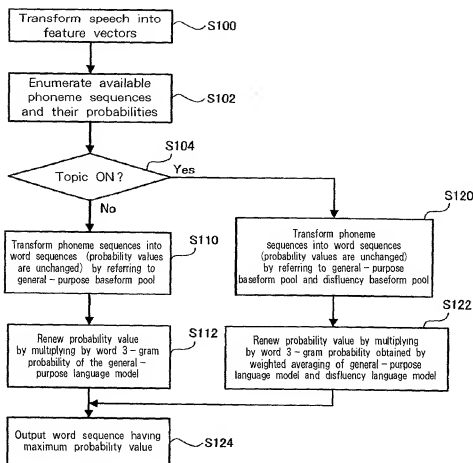 Transform speech into
feature vectors
S100
Enumerate available
phoneme sequences
and their probabilities
S102
S104
Topic ON?
Yes
No
S110
Transform phoneme sequences into
word sequences (probability values
are unchanged) by referring to
general-purpose baseform pool
S120
Transform phoneme
sequences into word sequences
(probability values are unchanged)
by referring to general-purpose
baseform pool and disfluency baseform pool
S112
Renew probability value
by multiplying by word 3-gram
probability of the general-
purpose language model
S122
Renew probability value by multiplying
by word 3-gram probability obtained by
weighted averaging of general-purpose
language model and disfluency language model
Output word sequence having
maximum probability value
S124